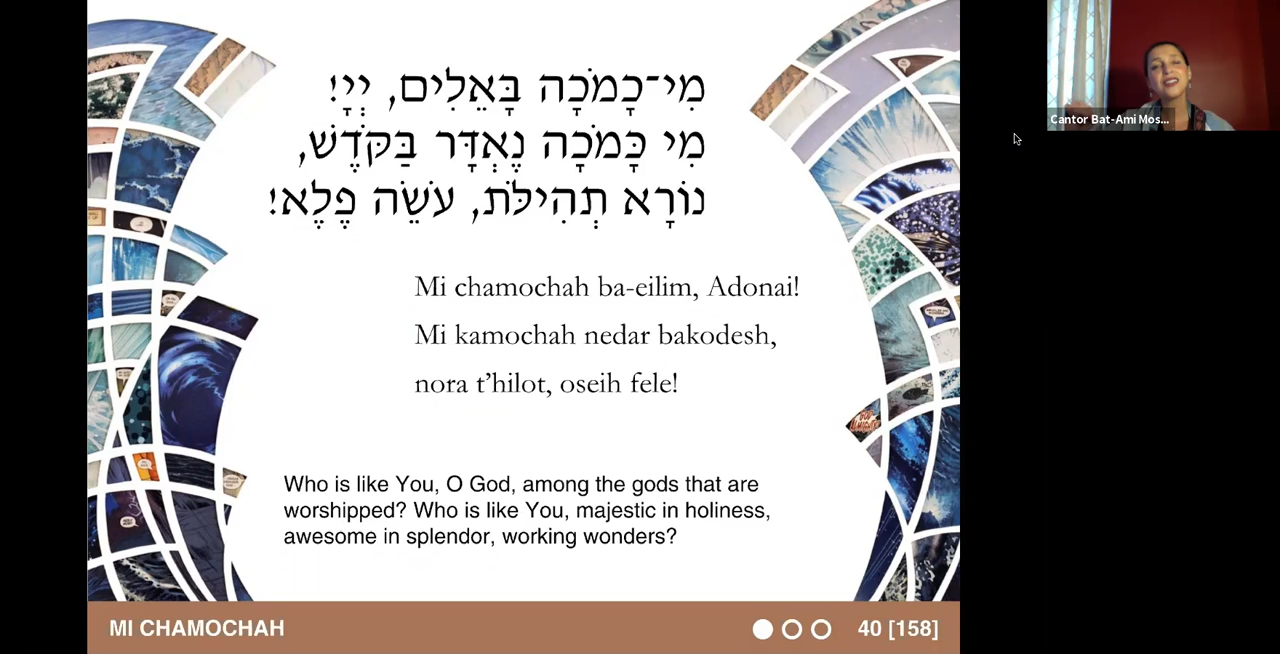 מִי־כָמֹכָה בָּאֵלִים, יְיָ!
מִי כָּמֹכָה נֶאְדָּר בַּקֹּדֶשׁ,
נוֹרָא תְהִילֹּת, עֹשֵׂה פֶלֶא!
Mi chamochah ba-eilim, Adonai!
Mi kamochah nedar bakodesh,
nora t’hilot, oseih fele!
Who is like You, O God, among the gods that are
worshipped? Who is like You, majestic in holiness,
awesome in splendor, working wonders?
MI CHAMOCHAH
40 [158]
Cantor Bat-Ami Mos...